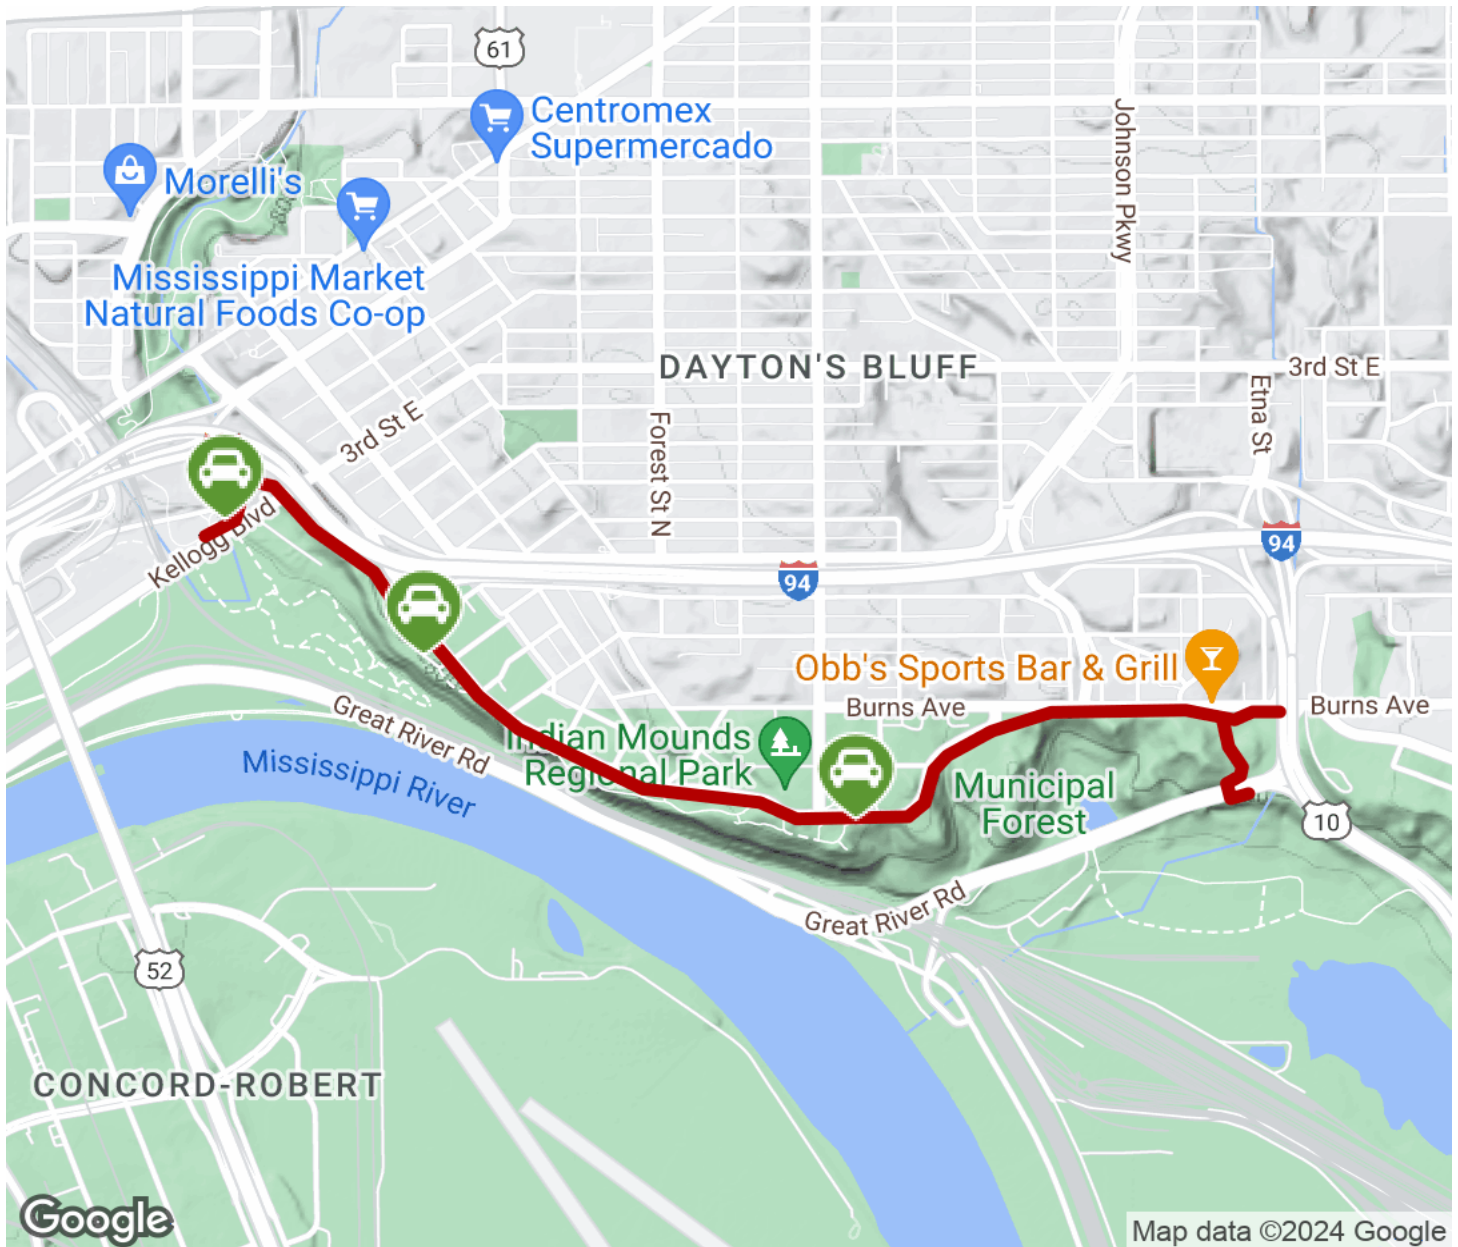 61
Centromex
Supermercado
Morelli's
Johnson Pkwy
Mississippi Market
Natural Foods Co-op
DAYTON'S BLUFF
3rd St E
Etna St
3rd St E
Forest St N
Kellogg Blvd
94
94
Obb's Sports Bar & Grill
Burns Ave
Burns Ave
Great River Rd
Indian Mounds
Regional Park
Mississippi River
Municipal
Forest
10
Great River Rd
52
CONCORD-ROBERT
Google
Map data ©2024 Google